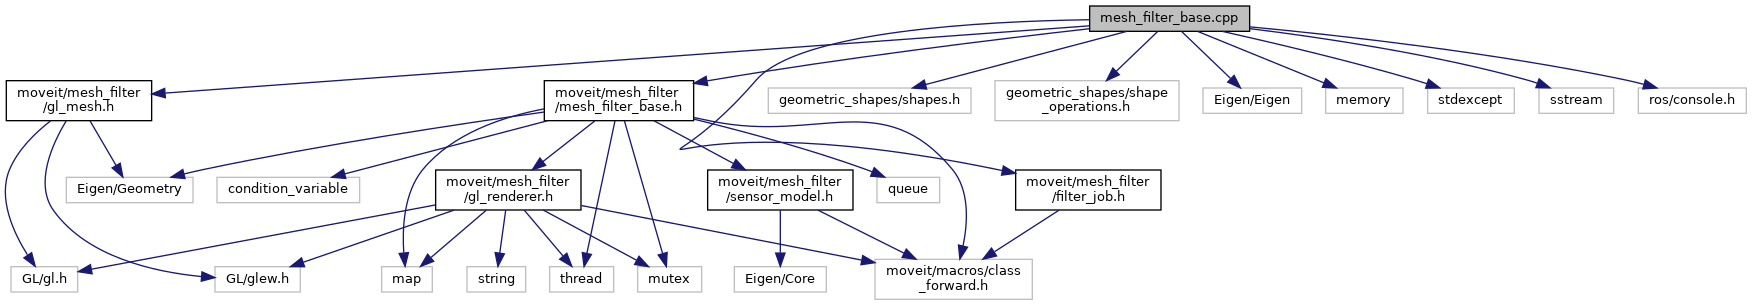 mesh_filter_base.cpp
moveit/mesh_filter
/gl_mesh.h
moveit/mesh_filter
/mesh_filter_base.h
geometric_shapes/shapes.h
geometric_shapes/shape
_operations.h
Eigen/Eigen
memory
stdexcept
sstream
ros/console.h
Eigen/Geometry
condition_variable
moveit/mesh_filter
/gl_renderer.h
moveit/mesh_filter
/sensor_model.h
queue
moveit/mesh_filter
/filter_job.h
GL/gl.h
GL/glew.h
map
string
thread
mutex
Eigen/Core
moveit/macros/class
_forward.h